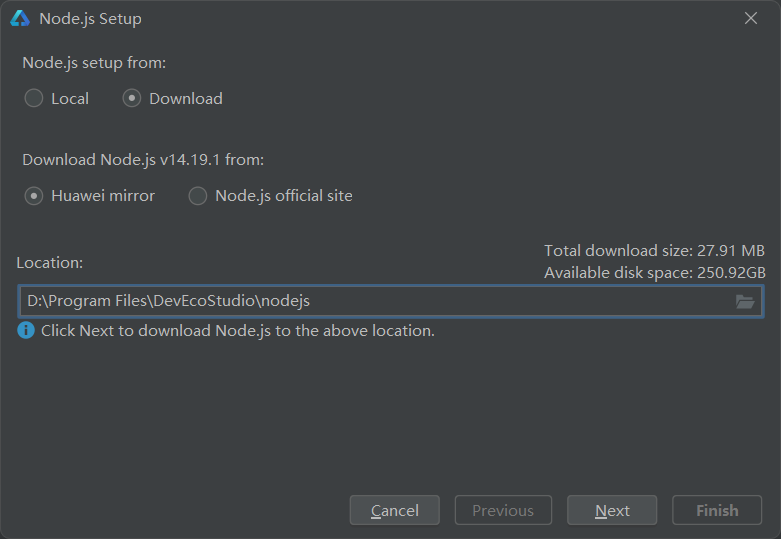 Node.js Setup
Node.js setup from:
Local Download
Download Node.js v14.19.1 from:
Huawei mirror Node.js official site
Total download size: 27.91 MB
Location:
Available disk space: 250.92GB
D:\Program Files\DevEcoStudio\nodejs
Click Next to download Node.js to the above location.
Cancel Previous Next Finish